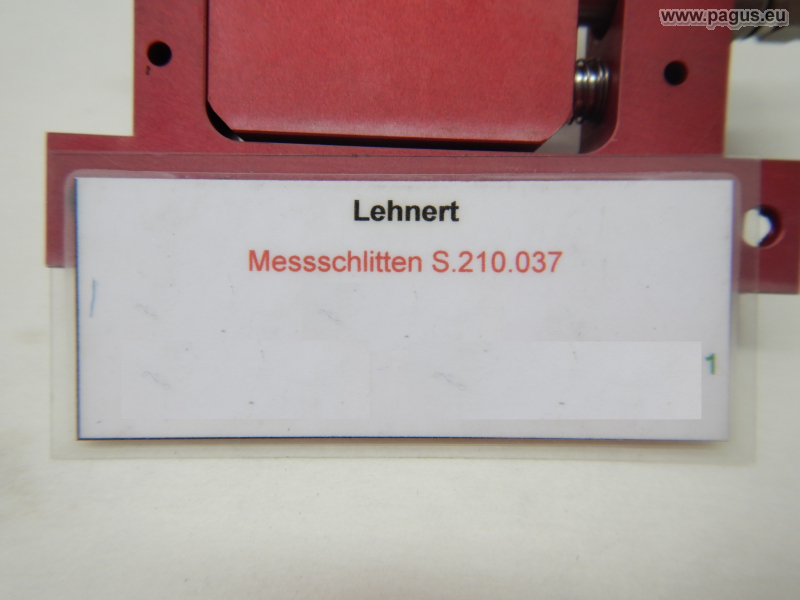 www.pagus.eu
Lehnert
Messschlitten S.210.037
1